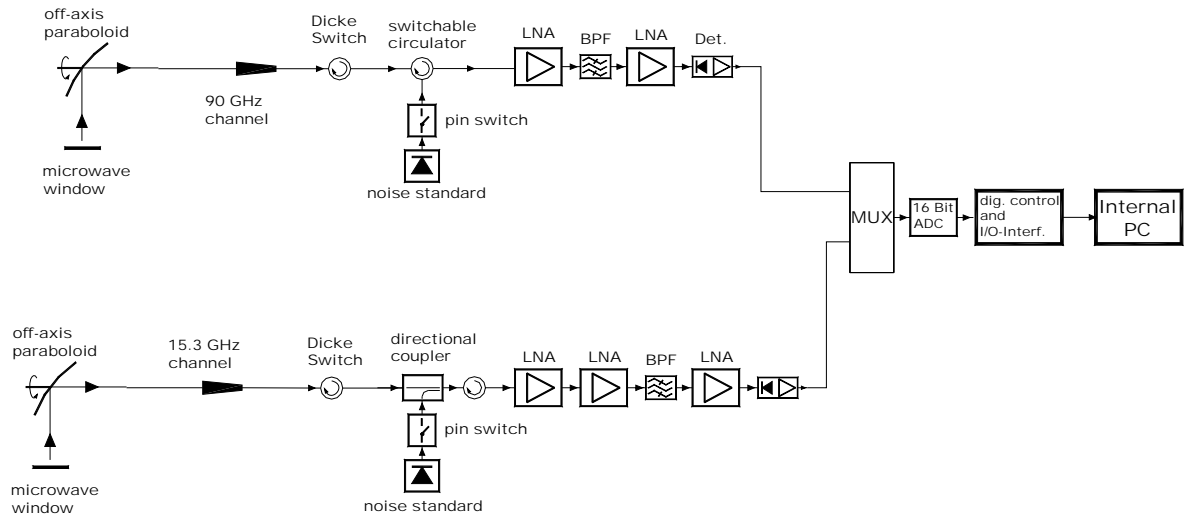 off-axis
paraboloid
Dicke
Switch
switchable
circulator
LNA
BPF
LNA
Det.
90 GHz
channel
pin switch
microwave
window
noise standard
MUX
16 Bit
ADC
dig. control
and
I/O-Interf.
Internal
PC
off-axis
paraboloid
15.3 GHz
channel
Dicke
Switch
directional
coupler
LNA
LNA
BPF
LNA
pin switch
microwave
window
noise standard